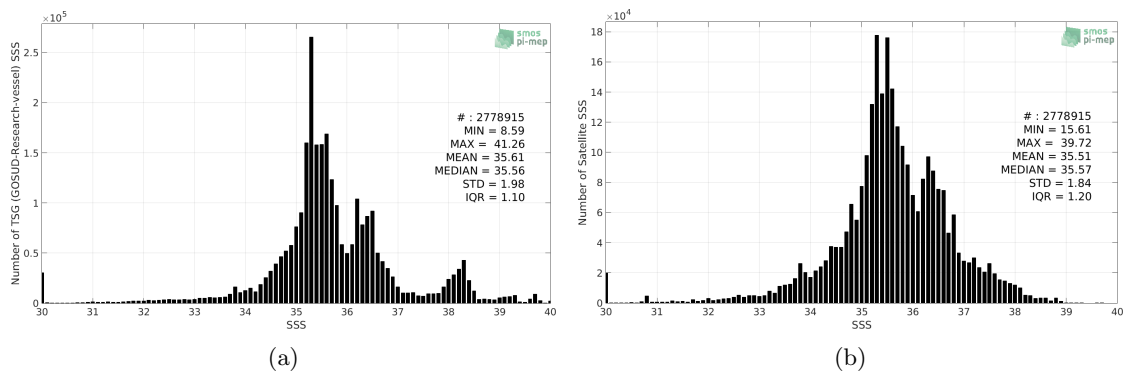 ×10⁵
smos
pi-mep
2.5
2
1.5
1
0.5
0
Number of TSG (GOSUD-Research-vessel) SSS
# : 2778915
MIN = 8.59
MAX = 41.26
MEAN = 35.61
MEDIAN = 35.56
STD = 1.98
IQR = 1.10
30 31 32 33 34 35 36 37 38 39 40
SSS
(a)
×10⁴
smos
pi-mep
18
16
14
12
10
8
6
4
2
0
Number of Satellite SSS
# : 2778915
MIN = 15.61
MAX = 39.72
MEAN = 35.51
MEDIAN = 35.57
STD = 1.84
IQR = 1.20
30 31 32 33 34 35 36 37 38 39 40
SSS
(b)